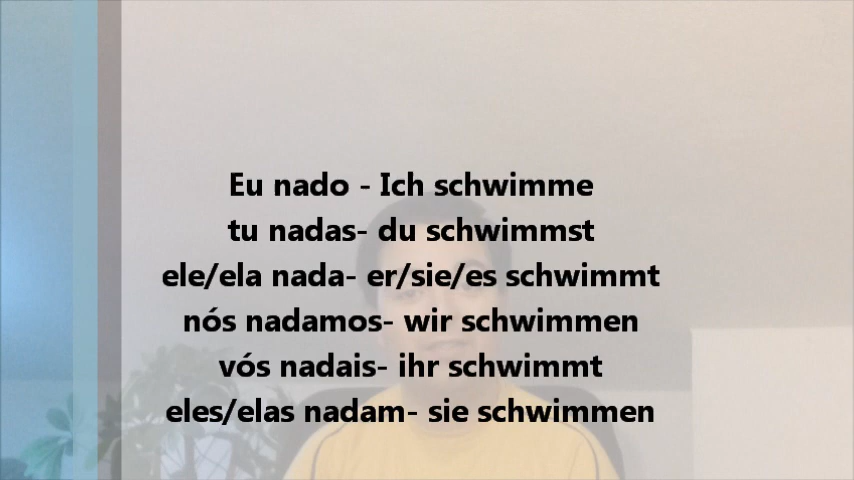 Eu nado - Ich schwimme
tu nadas- du schwimmst
ele/ela nada- er/sie/es schwimmt
nós nadamos- wir schwimmen
vós nadais- ihr schwimmt
eles/elas nadam- sie schwimmen